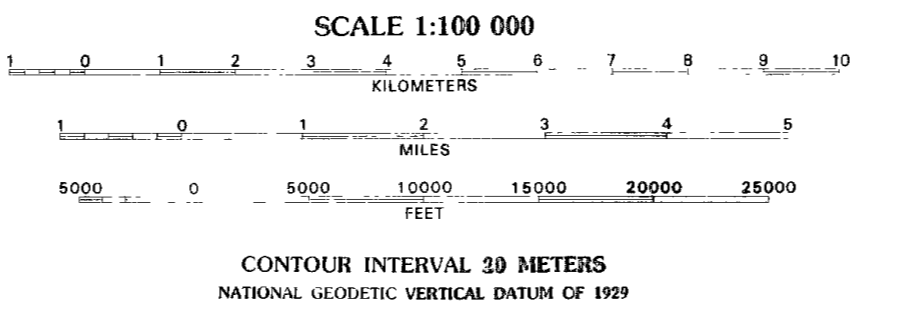 SCALE 1:100 000
1 0 1 2 3 4 5 6 7 8 9 10
KILOMETERS
1 0 1 2 3 4 5
MILES
5000 0 5000 10000 15000 20000 25000
FEET
CONTOUR INTERVAL 20 METERS
NATIONAL GEODETIC VERTICAL DATUM OF 1929